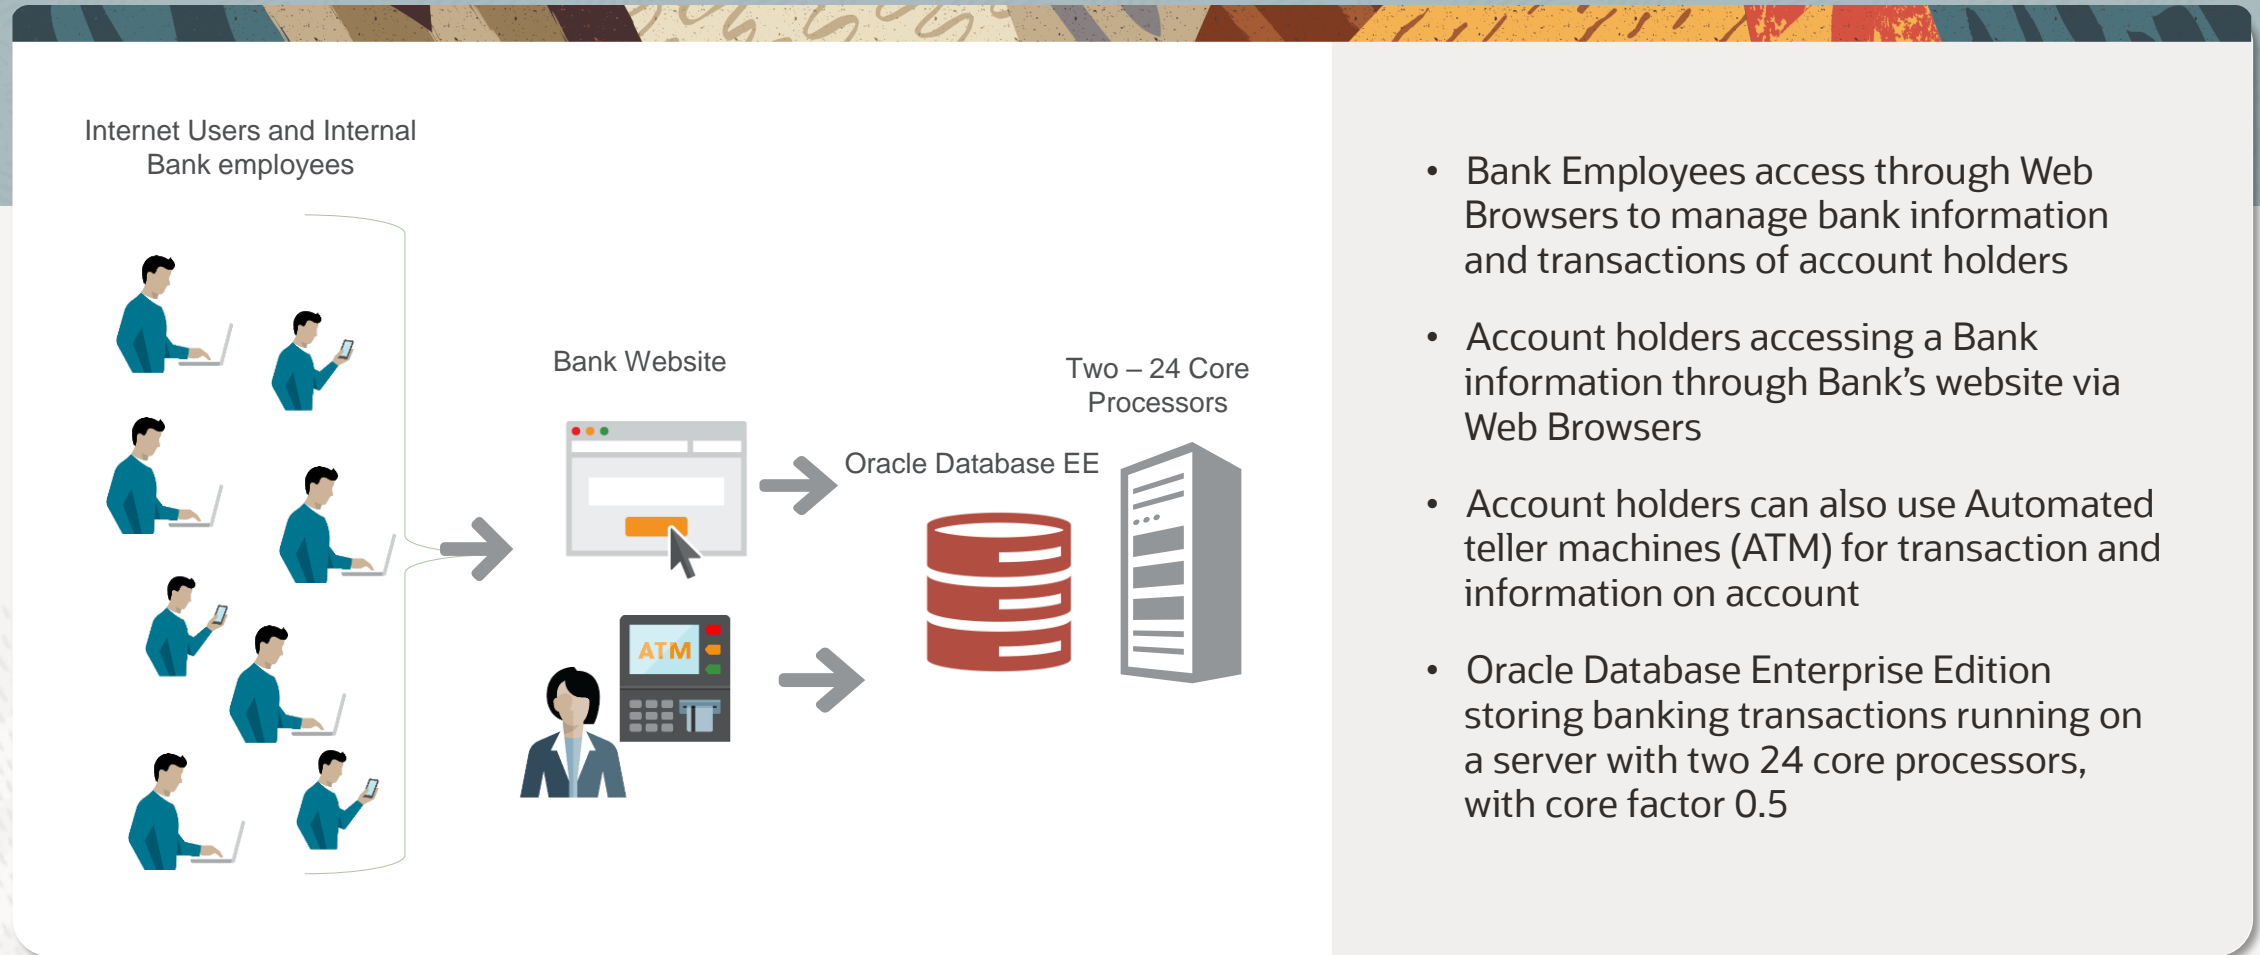 Internet Users and Internal
Bank employees
Bank Website
Two – 24 Core
Processors
Oracle Database EE
ATM
• Bank Employees access through Web
Browsers to manage bank information
and transactions of account holders
• Account holders accessing a Bank
information through Bank’s website via
Web Browsers
• Account holders can also use Automated
teller machines (ATM) for transaction and
information on account
• Oracle Database Enterprise Edition
storing banking transactions running on
a server with two 24 core processors,
with core factor 0.5